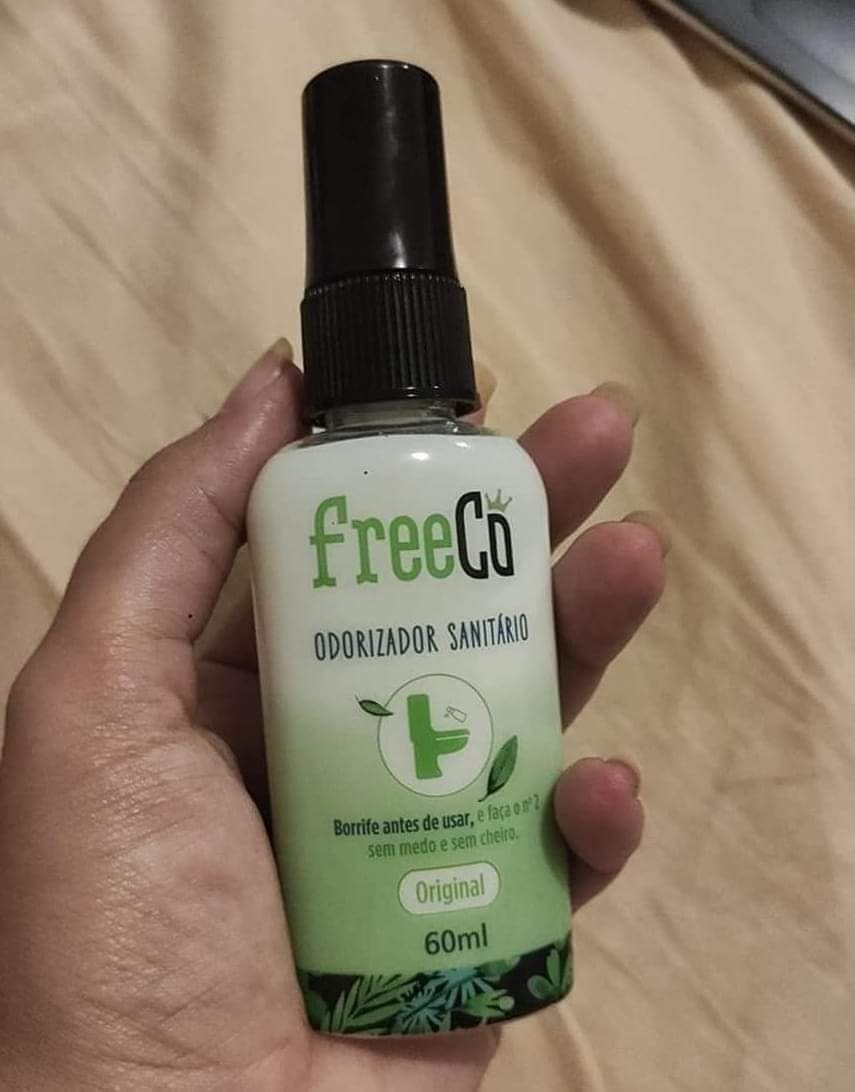 freeCô
ODORIZADOR SANITÁRIO
Borrife antes de usar, e faça o nº 2
sem medo e sem cheiro.
Original
60ml